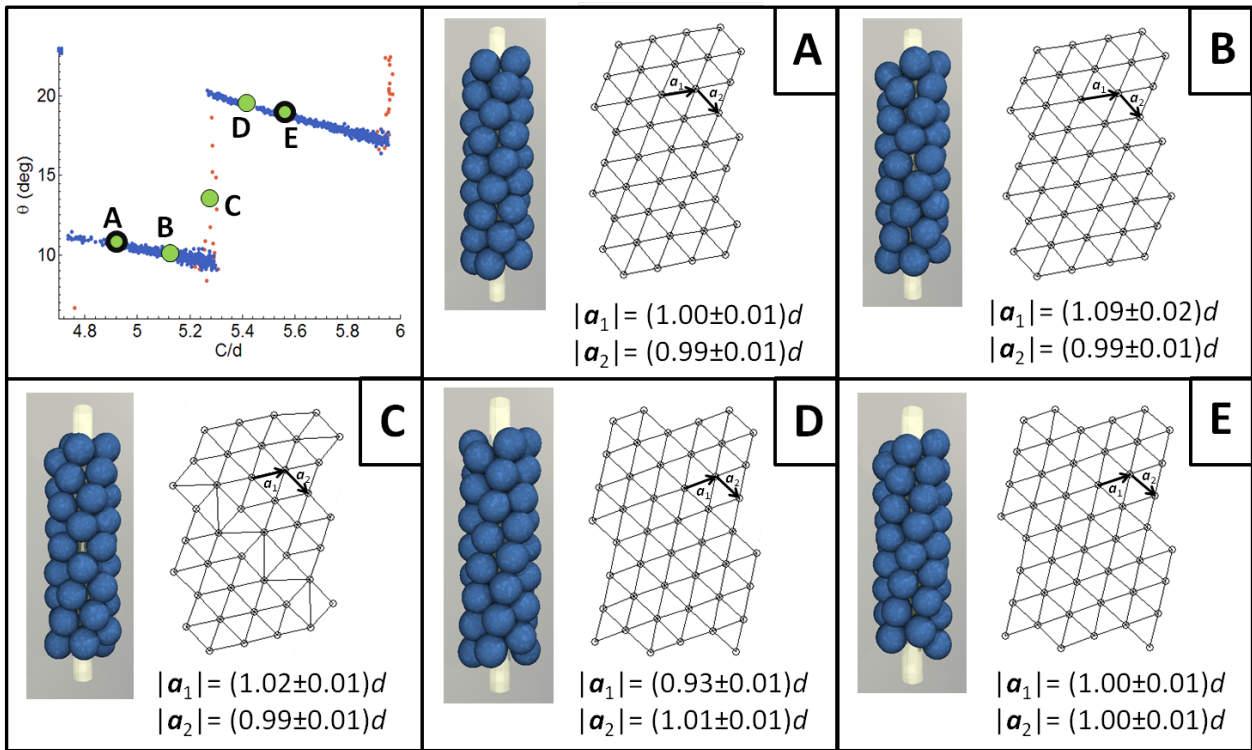 20
15
10
θ (deg)
4.8 5 5.2 5.4 5.6 5.8 6
C/d
A
B
C
D
E
A
a1 a2
|a1|= (1.00±0.01)d
|a2|= (0.99±0.01)d
B
a1 a2
|a1|= (1.09±0.02)d
|a2|= (0.99±0.01)d
C
a1 a2
|a1|= (1.02±0.01)d
|a2|= (0.99±0.01)d
D
a1 a2
|a1|= (0.93±0.01)d
|a2|= (1.01±0.01)d
E
a1 a2
|a1|= (1.00±0.01)d
|a2|= (1.00±0.01)d